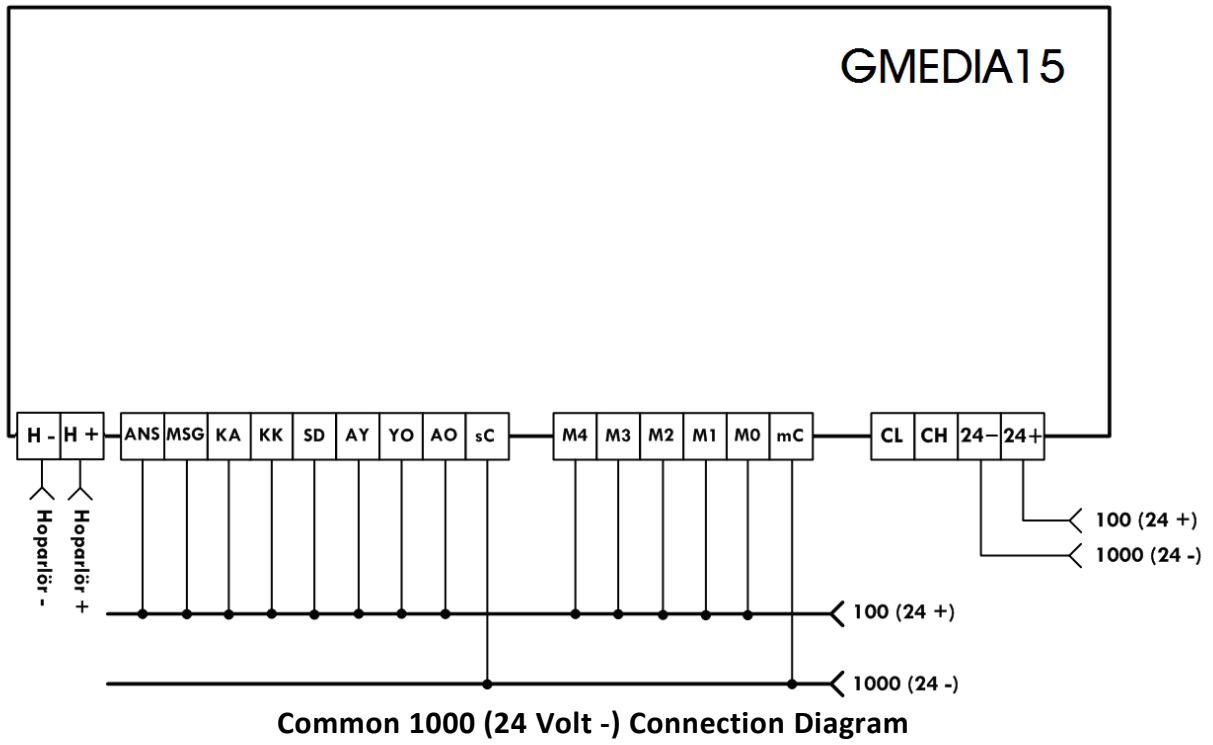 GMEDIA15
H - H + ANS MSG KA KK SD AY YO AO sC M4 M3 M2 M1 M0 mC CL CH 24- 24+
Hoparlör -
Hoparlör +
100 (24 +)
1000 (24 -)
100 (24 +)
1000 (24 -)
Common 1000 (24 Volt -) Connection Diagram